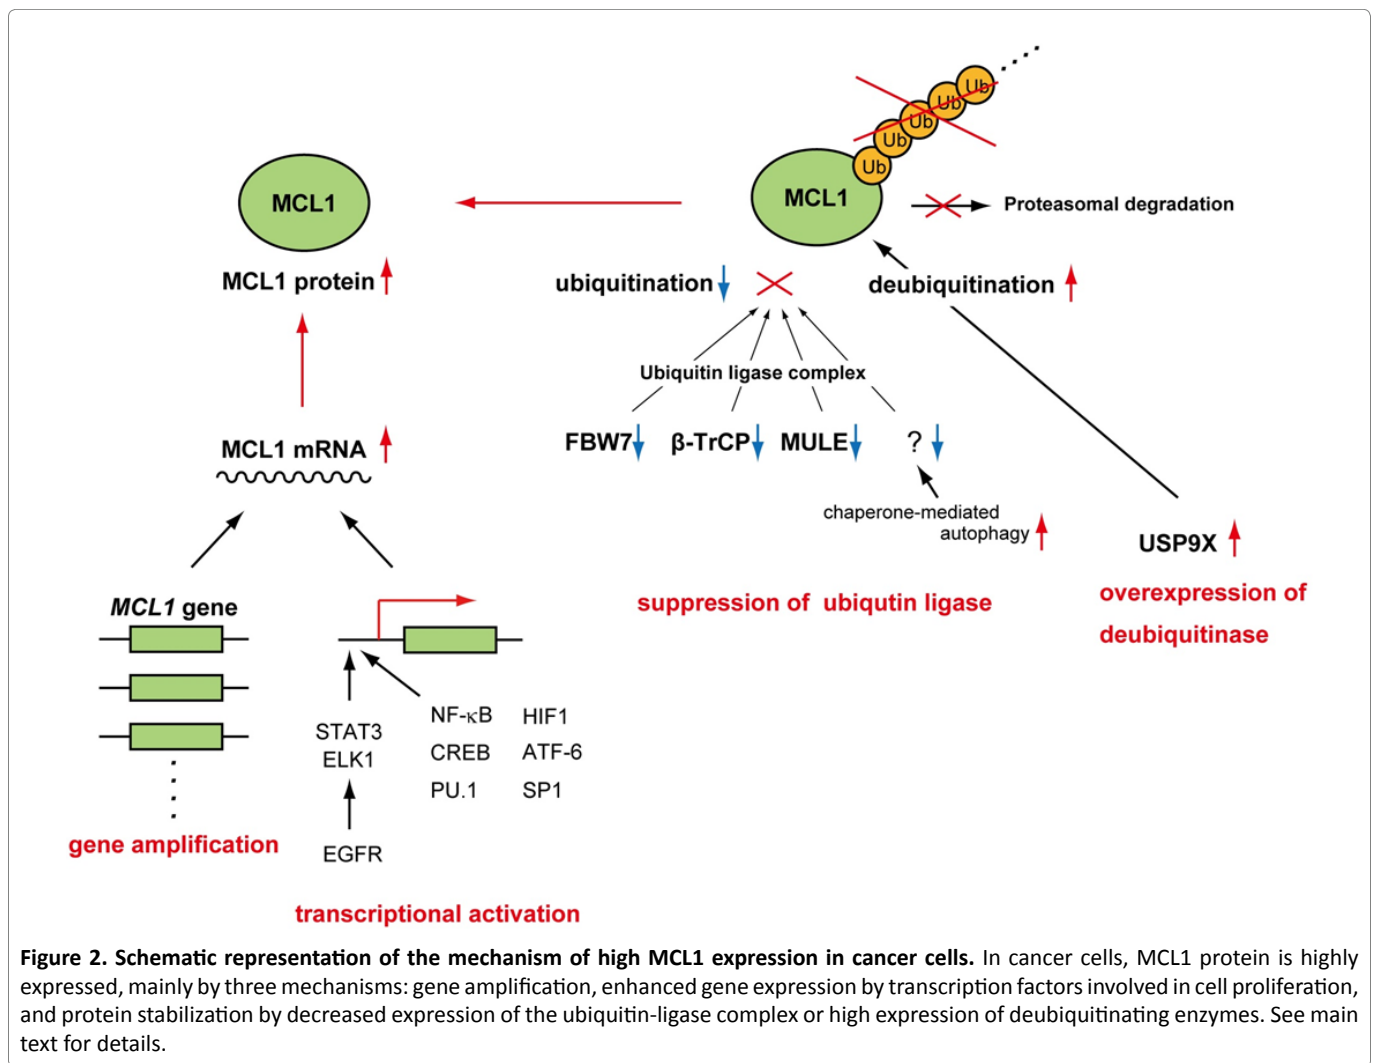 Ub
Ub
Ub
Ub
Ub
MCL1
MCL1
Proteasomal degradation
MCL1 protein
ubiquitination
deubiquitination
Ubiquitin ligase complex
MCL1 mRNA
FBW7
β-TrCP
MULE
?
chaperone-mediated
autophagy
USP9X
suppression of ubiqutin ligase
overexpression of
deubiquitinase
MCL1 gene
STAT3
ELK1
EGFR
NF-κB
HIF1
CREB
ATF-6
PU.1
SP1
gene amplification
transcriptional activation
Figure 2. Schematic representation of the mechanism of high MCL1 expression in cancer cells. In cancer cells, MCL1 protein is highly
expressed, mainly by three mechanisms: gene amplification, enhanced gene expression by transcription factors involved in cell proliferation,
and protein stabilization by decreased expression of the ubiquitin-ligase complex or high expression of deubiquitinating enzymes. See main
text for details.